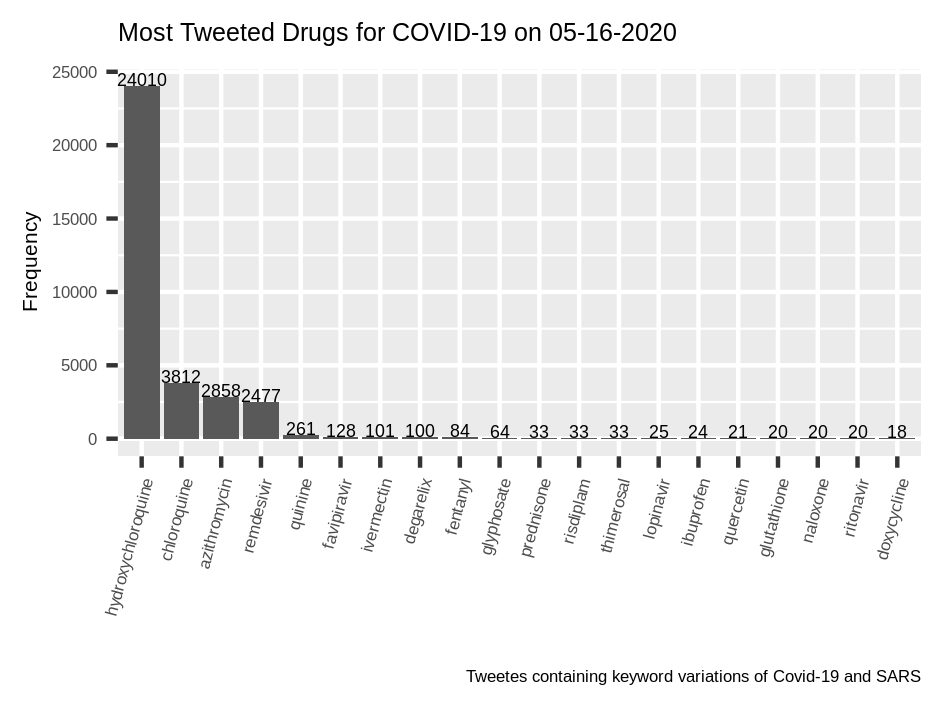 Most Tweeted Drugs for COVID-19 on 05-16-2020
Frequency
25000
20000
15000
10000
5000
0
24010
3812
2858
2477
261
128
101
100
84
64
33
33
33
25
24
21
20
20
20
18
hydroxychloroquine
chloroquine
azithromycin
remdesivir
quinine
favipiravir
ivermectin
degarelix
fentanyl
glyphosate
prednisone
risdiplam
thimerosal
lopinavir
ibuprofen
quercetin
glutathione
naloxone
ritonavir
doxycycline
Tweetes containing keyword variations of Covid-19 and SARS